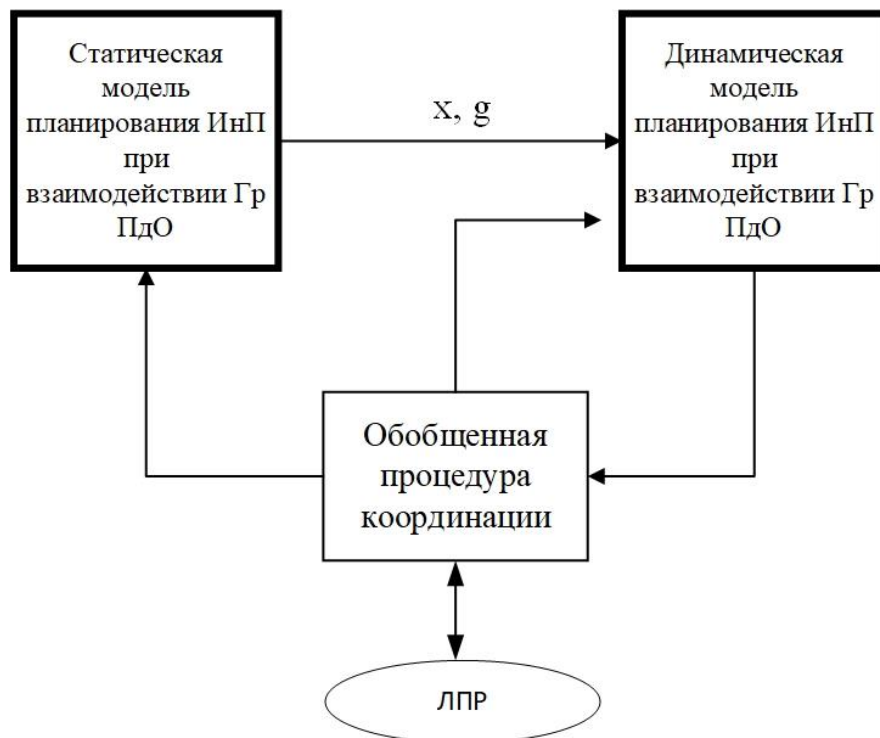 Статическая
модель
планирования ИнП
при
взаимодействии Гр
ПдО
x, g
Динамическая
модель
планирования ИнП
при
взаимодействии Гр
ПдО
Обобщенная
процедура
координации
ЛПР